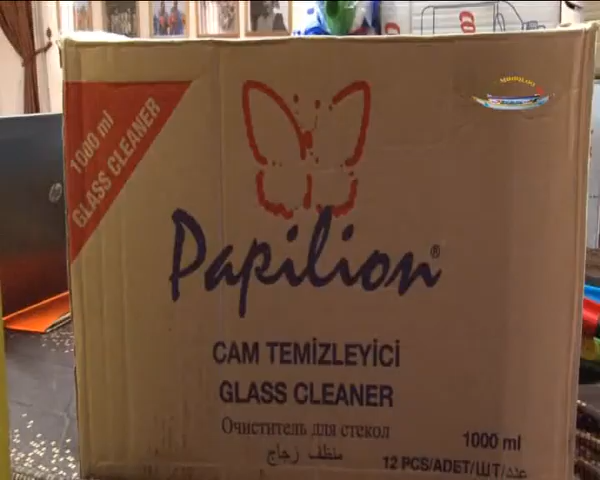 1000 ml
GLASS CLEANER
Papilion®
CAM TEMİZLEYİCİ
GLASS CLEANER
Очиститель для стекол
منظف زجاج
1000 ml
12 PCS/ADET/ШТ/عدد